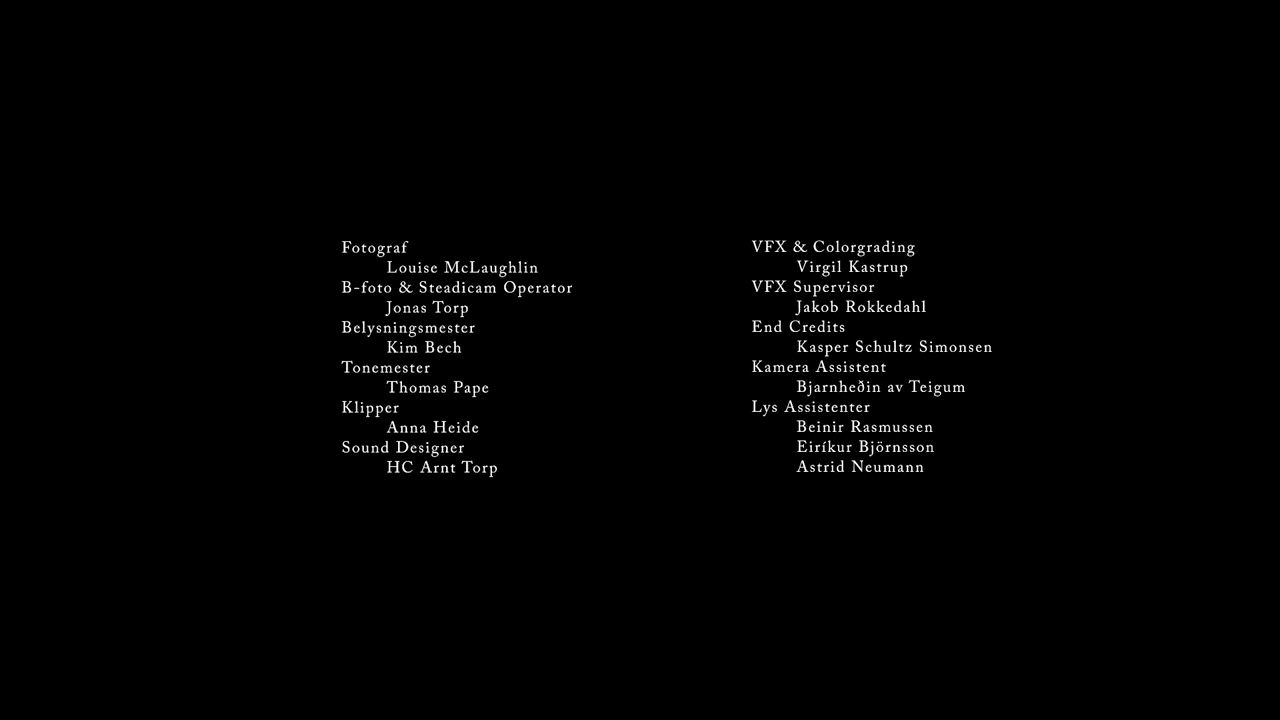 Fotograf
Louise McLaughlin
B-foto & Steadicam Operator
Jonas Torp
Belysningsmester
Kim Bech
Tonemester
Thomas Pape
Klipper
Anna Heide
Sound Designer
HC Arnt Torp
VFX & Colorgrading
Virgil Kastrup
VFX Supervisor
Jakob Rokkedahl
End Credits
Kasper Schultz Simonsen
Kamera Assistent
Bjarnheðin av Teigum
Lys Assistenter
Beinir Rasmussen
Eiríkur Björnsson
Astrid Neumann